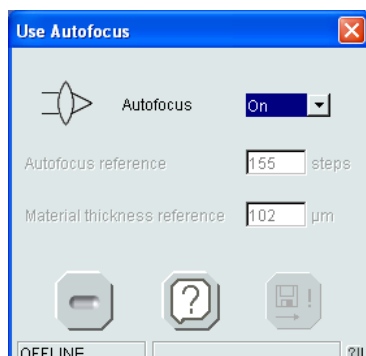 Use Autofocus
Autofocus On
Autofocus reference 155 steps
Material thickness reference 102 µm
?
!
OFFLINE ?!!